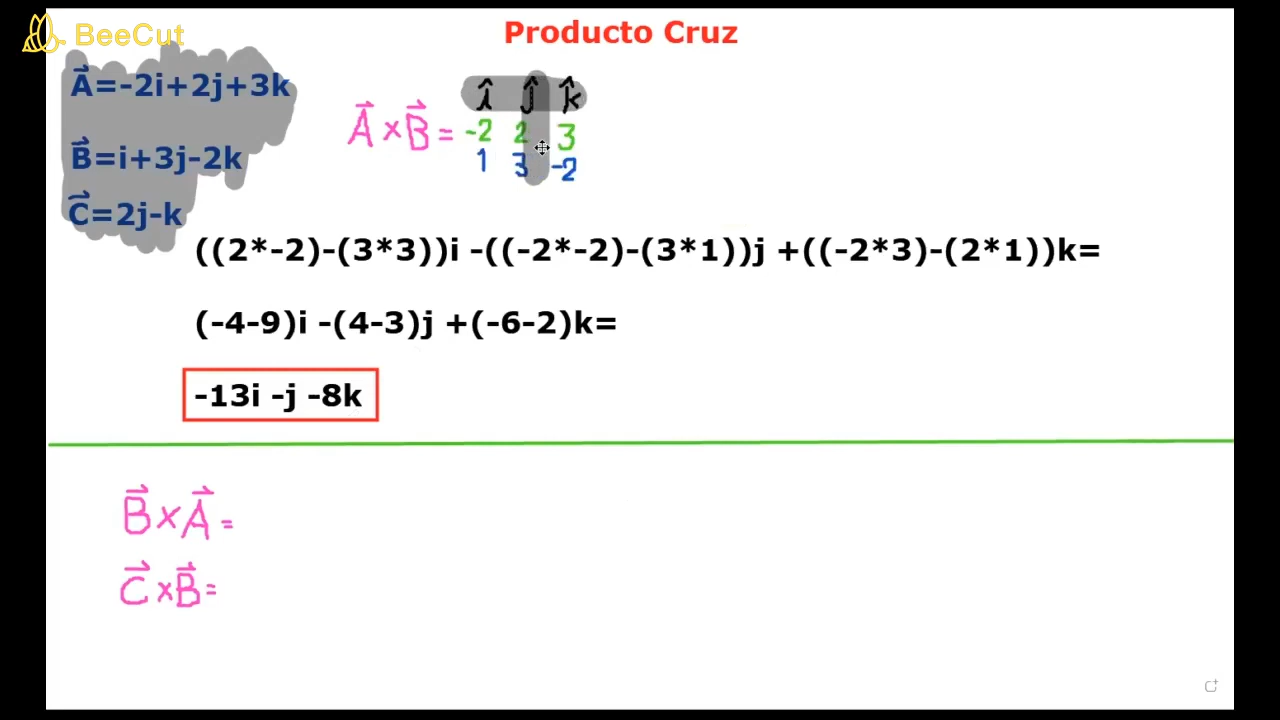 BeeCut
Producto Cruz
A⃗=-2i+2j+3k
B⃗=i+3j-2k
C⃗=2j-k
A⃗ x B⃗ =
î ĵ k̂
-2 2 3
1 3 -2
((2*-2)-(3*3))i -((-2*-2)-(3*1))j +((-2*3)-(2*1))k=
(-4-9)i -(4-3)j +(-6-2)k=
-13i -j -8k
B⃗ x A⃗ =
C⃗ x B⃗ =